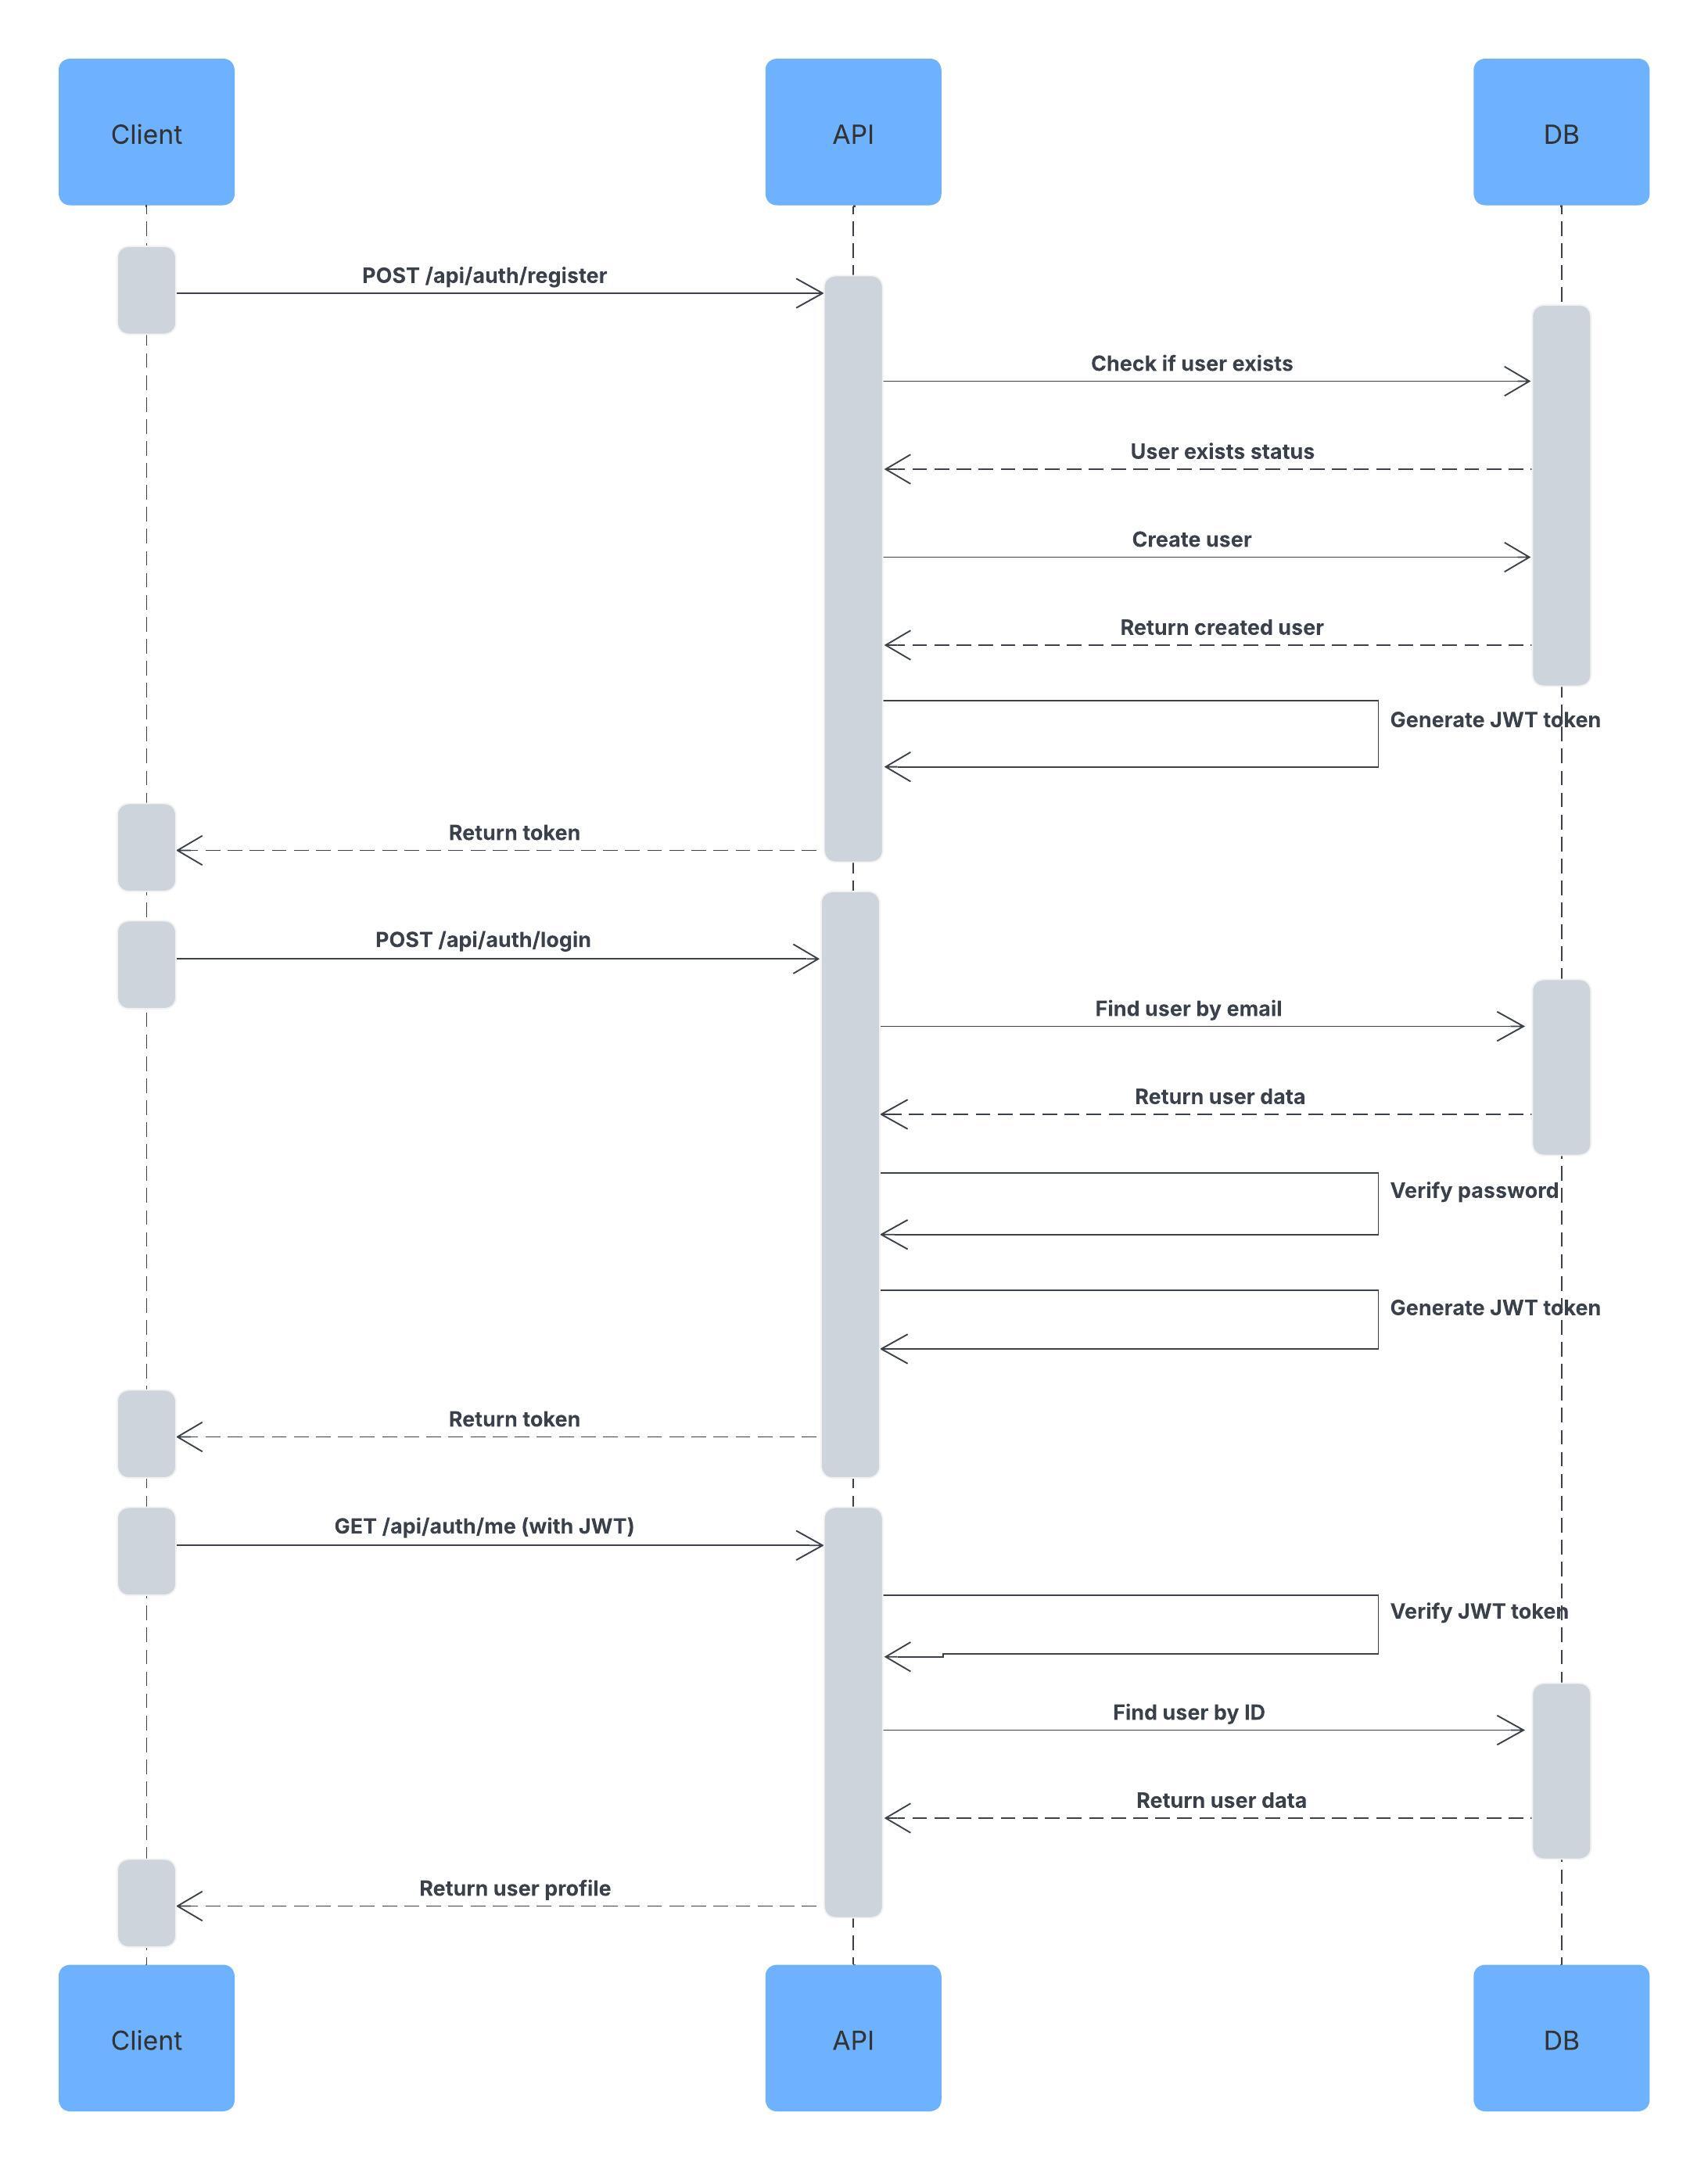 Client
API
DB
POST /api/auth/register
Check if user exists
User exists status
Create user
Return created user
Generate JWT token
Return token
POST /api/auth/login
Find user by email
Return user data
Verify password
Generate JWT token
Return token
GET /api/auth/me (with JWT)
Verify JWT token
Find user by ID
Return user data
Return user profile
Client
API
DB